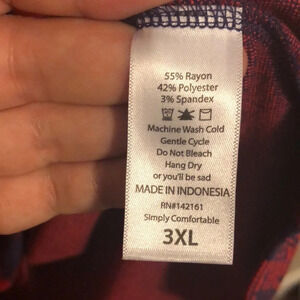 55% Rayon
42% Polyester
3% Spandex
Machine Wash Cold
Gentle Cycle
Do Not Bleach
Hang Dry
or you'll be sad
MADE IN INDONESIA
RN#142161
Simply Comfortable
3XL